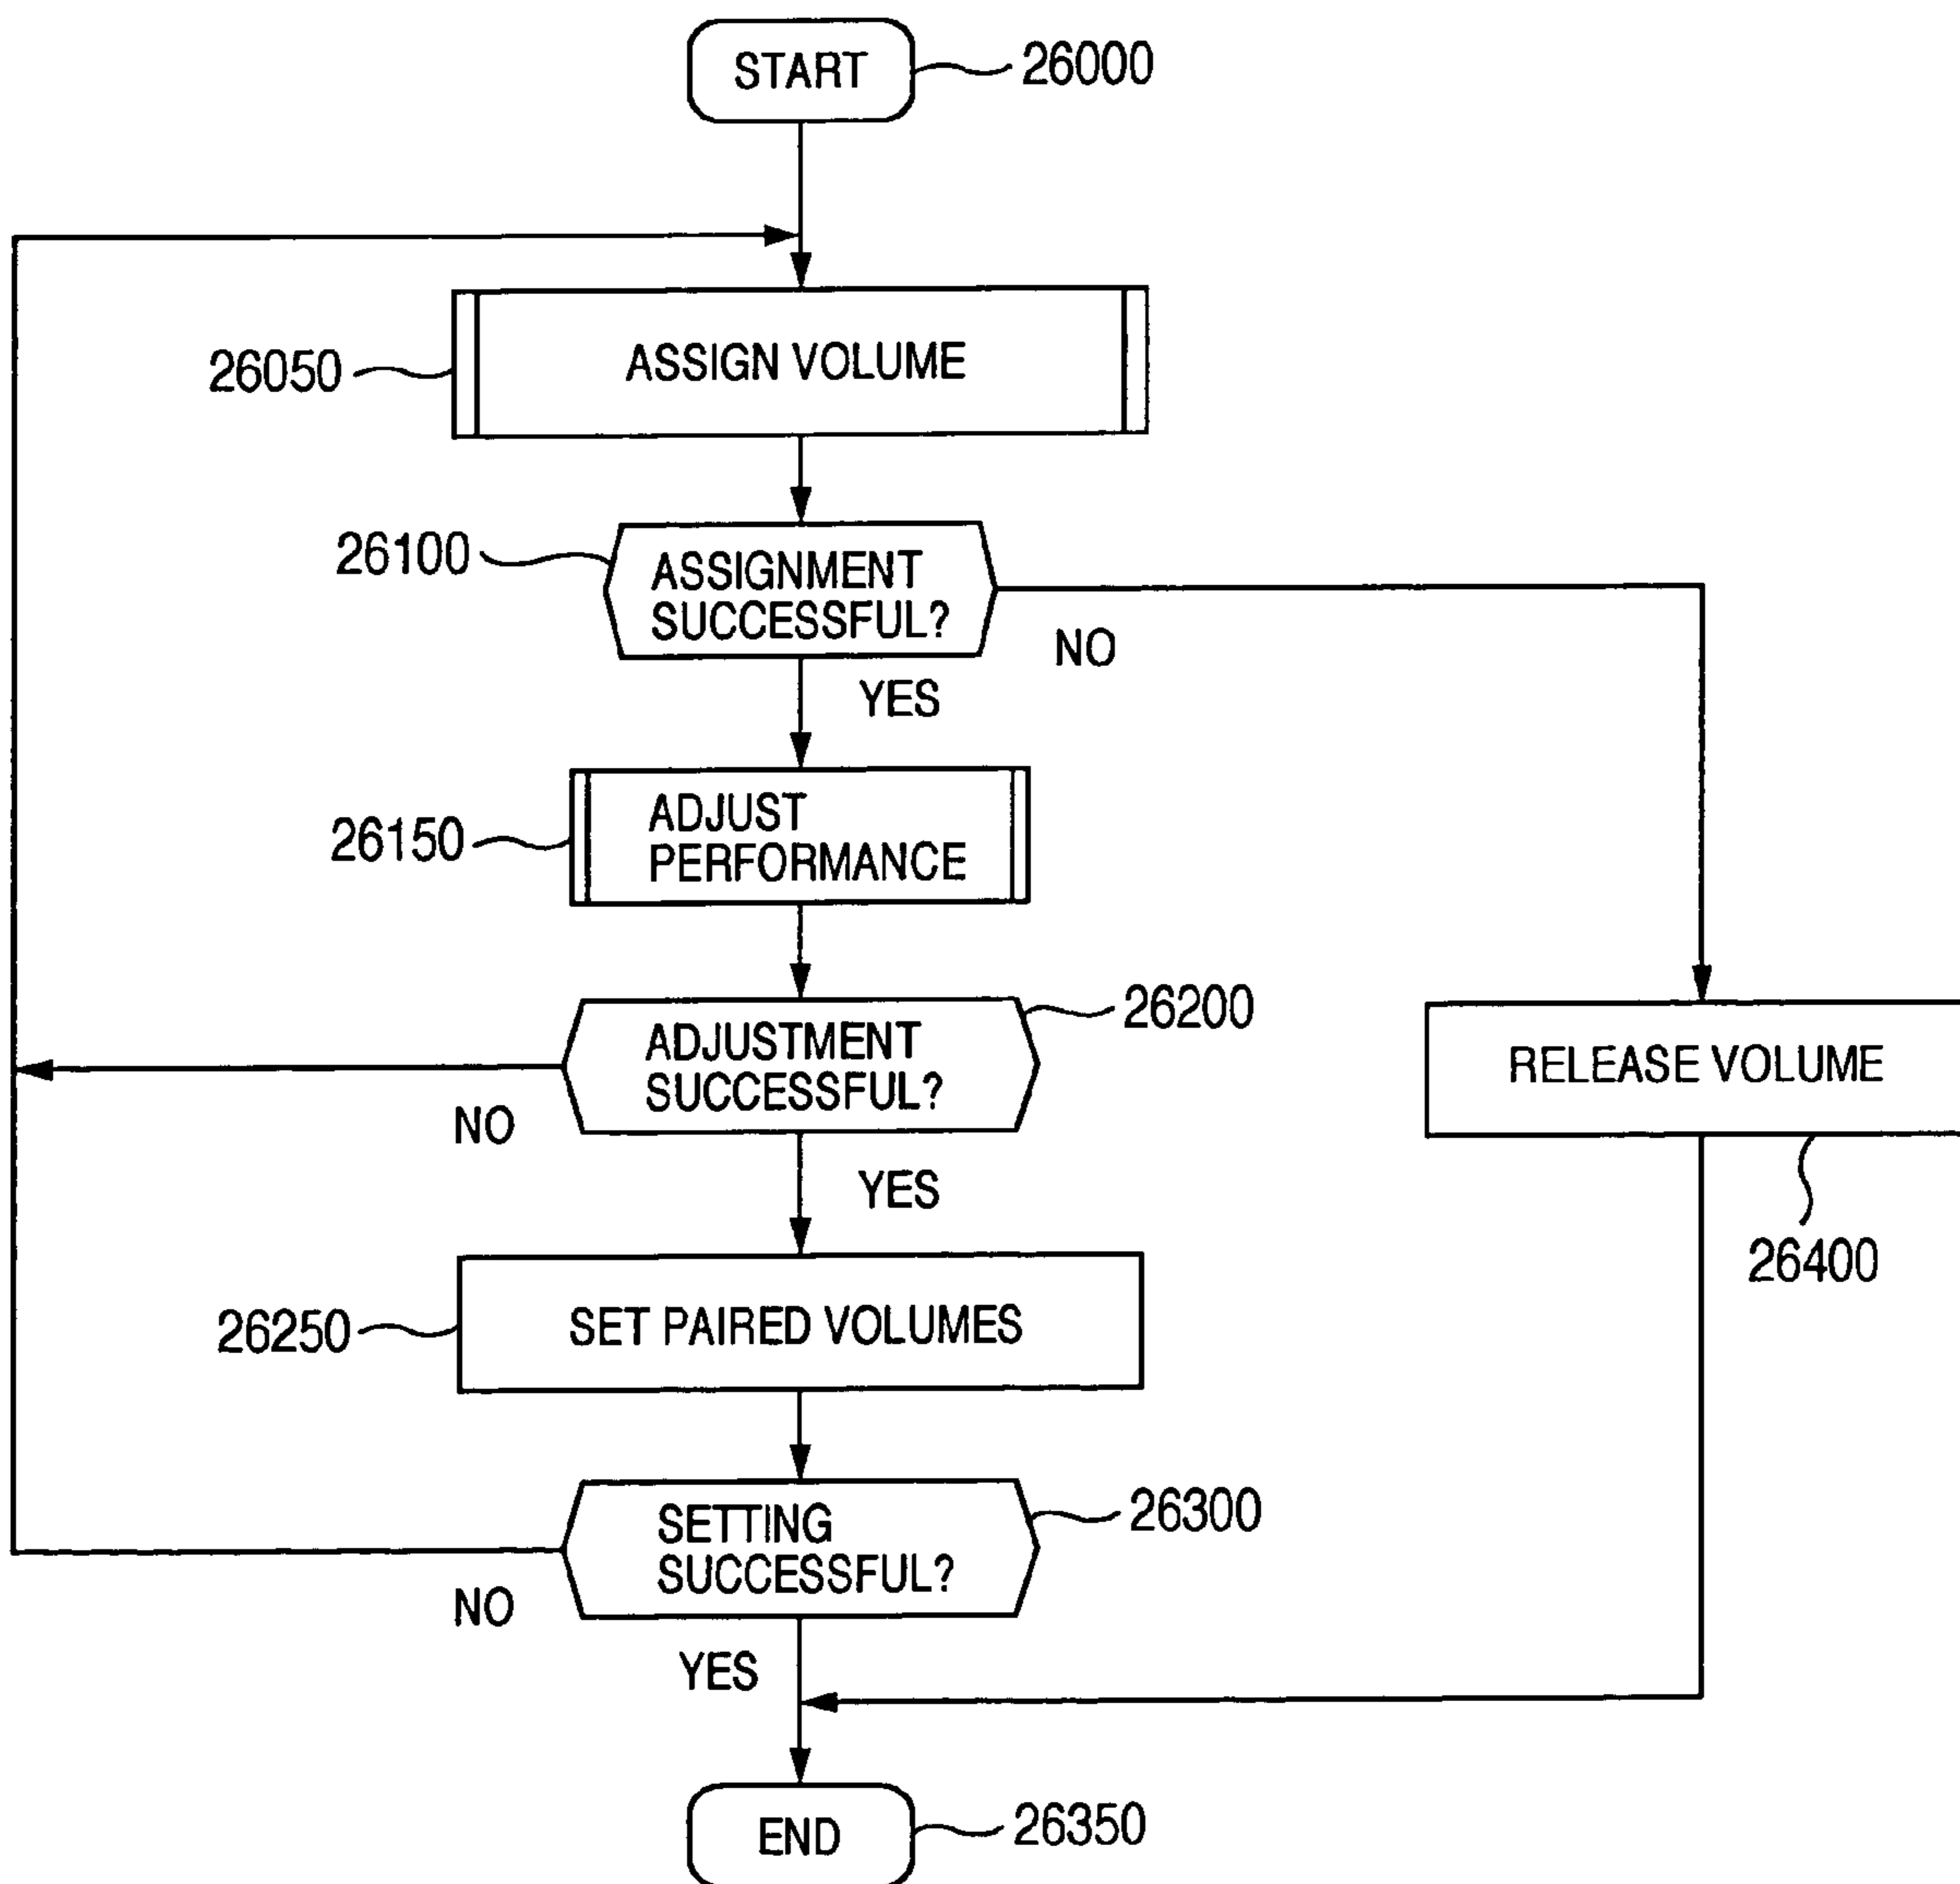 START
26000
26050
ASSIGN VOLUME
26100
ASSIGNMENT
SUCCESSFUL?
NO
YES
26150
ADJUST
PERFORMANCE
26200
ADJUSTMENT
SUCCESSFUL?
NO
YES
RELEASE VOLUME
26400
26250
SET PAIRED VOLUMES
26300
SETTING
SUCCESSFUL?
NO
YES
END
26350